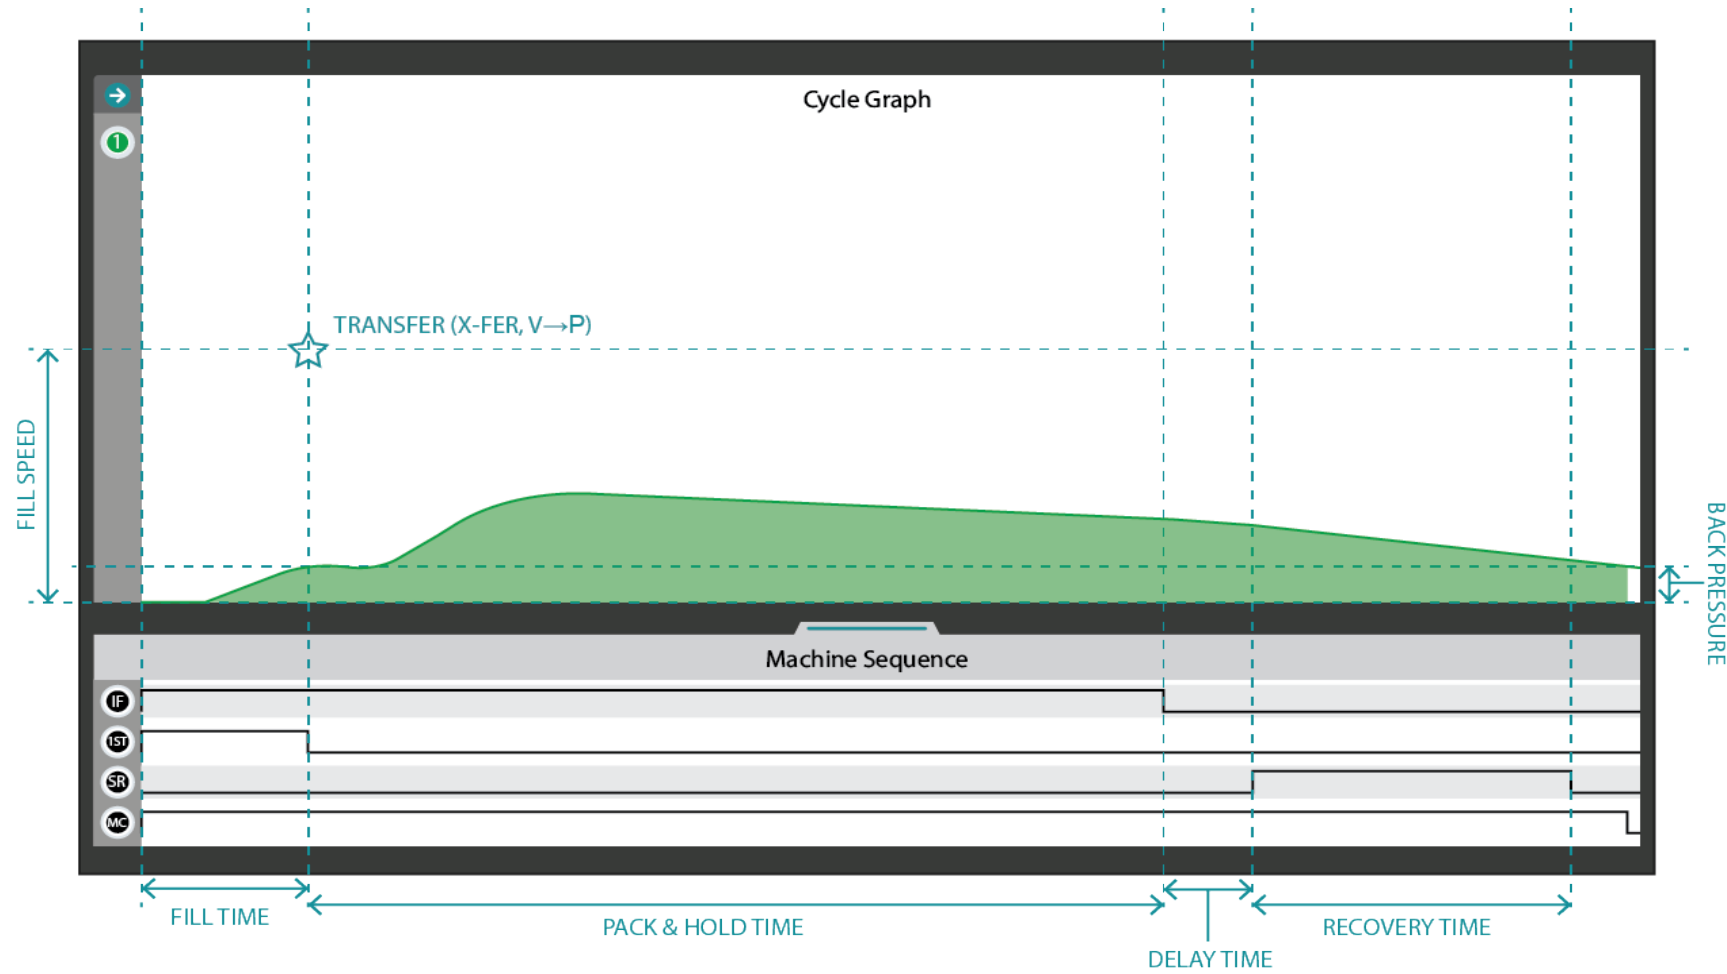 Cycle Graph
1
TRANSFER (X-FER, V→P)
FILL SPEED
BACK PRESSURE
Machine Sequence
IF
1ST
SR
MC
FILL TIME
PACK & HOLD TIME
RECOVERY TIME
DELAY TIME